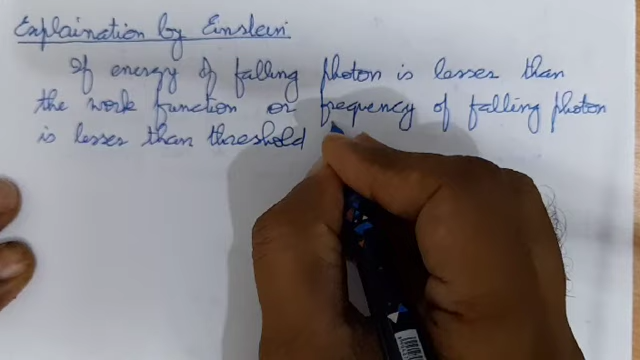 Explaination by Einstein
If energy of falling photon is lesser than
the work function or frequency of falling photon
is lesser than threshold